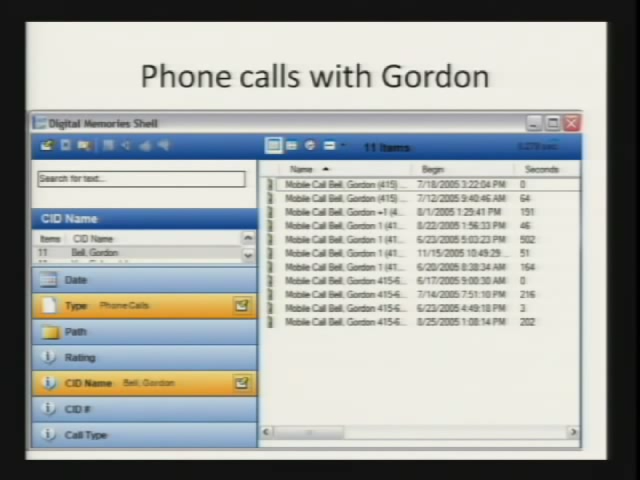 Phone calls with Gordon
Digital Memories Shell
11 Items
Search for text...
CID Name
Items CID Name
11 Bell, Gordon
Date
Type Phone Calls
Path
Rating
CID Name Bell, Gordon
CID #
Call Type
Name Begin Seconds
Mobile Call Bell, Gordon (415) ... 7/18/2005 3:22:04 PM 0
Mobile Call Bell, Gordon (415) ... 7/12/2005 9:40:46 AM 64
Mobile Call Bell, Gordon +1 (4... 8/1/2005 1:29:41 PM 191
Mobile Call Bell, Gordon 1 (41... 8/22/2005 1:56:33 PM 46
Mobile Call Bell, Gordon 1 (41... 6/23/2005 5:03:23 PM 502
Mobile Call Bell, Gordon 1 (41... 11/15/2005 10:49:29 ... 51
Mobile Call Bell, Gordon 1 (41... 6/20/2005 8:38:34 AM 164
Mobile Call Bell, Gordon 415-6... 6/17/2005 9:00:30 AM 0
Mobile Call Bell, Gordon 415-6... 7/14/2005 7:51:10 PM 216
Mobile Call Bell, Gordon 415-6... 6/23/2005 4:49:18 PM 3
Mobile Call Bell, Gordon 415-6... 8/25/2005 1:08:14 PM 202